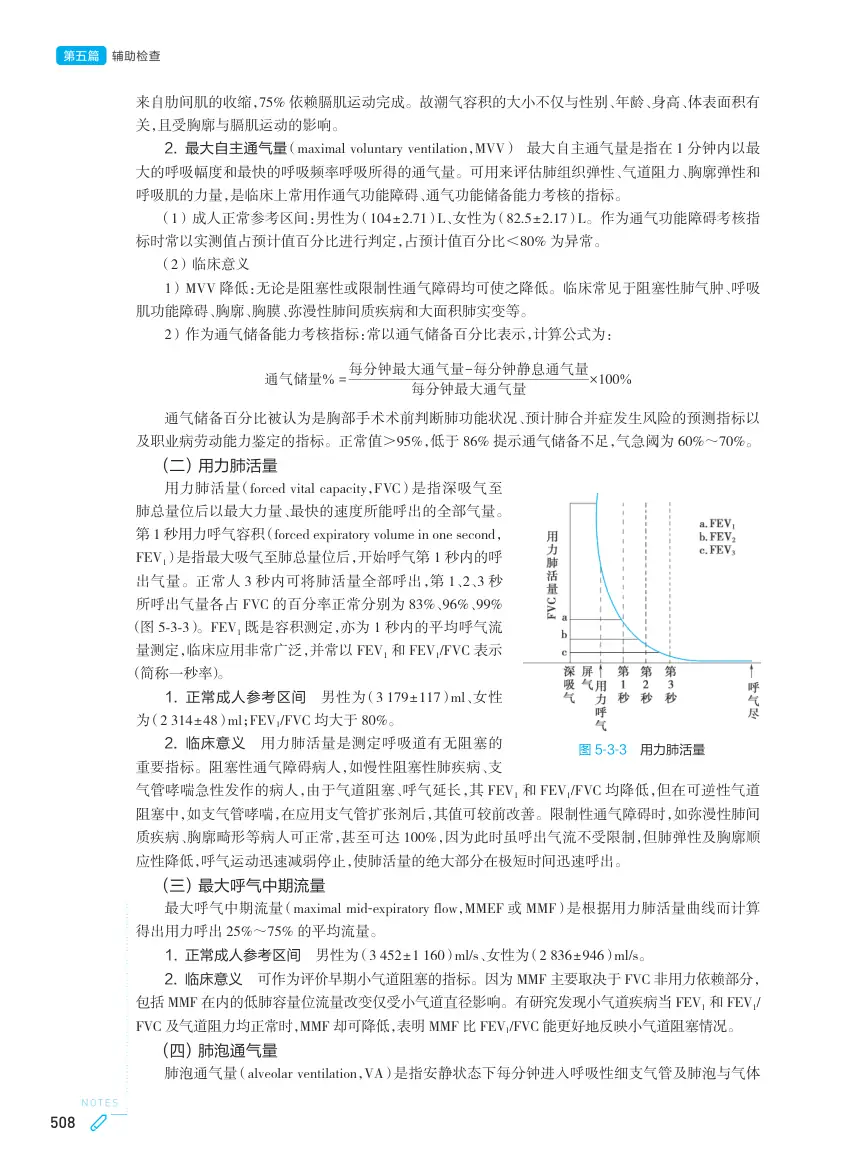 第五篇 辅助检查
来自肋间肌的收缩,75% 依赖膈肌运动完成。故潮气容积的大小不仅与性别、年龄、身高、体表面积有
关,且受胸廓与膈肌运动的影响。
2. 最大自主通气量(maximal voluntary ventilation,MVV) 最大自主通气量是指在 1 分钟内以最
大的呼吸幅度和最快的呼吸频率呼吸所得的通气量。可用来评估肺组织弹性、气道阻力、胸廓弹性和
呼吸肌的力量,是临床上常用作通气功能障碍、通气功能储备能力考核的指标。
(1)成人正常参考区间:男性为(104±2.71)L、女性为(82.5±2.17)L。作为通气功能障碍考核指
标时常以实测值占预计值百分比进行判定,占预计值百分比<80% 为异常。
(2)临床意义
1)MVV 降低:无论是阻塞性或限制性通气障碍均可使之降低。临床常见于阻塞性肺气肿、呼吸
肌功能障碍、胸廓、胸膜、弥漫性肺间质疾病和大面积肺实变等。
2)作为通气储备能力考核指标:常以通气储备百分比表示,计算公式为:
通气储量% = 每分钟最大通气量-每分钟静息通气量 / 每分钟最大通气量 ×100%
通气储备百分比被认为是胸部手术术前判断肺功能状况、预计肺合并症发生风险的预测指标以
及职业病劳动能力鉴定的指标。正常值>95%,低于 86% 提示通气储备不足,气急阈为 60%~70%。
(二)用力肺活量
用力肺活量(forced vital capacity,FVC)是指深吸气至
肺总量位后以最大力量、最快的速度所能呼出的全部气量。
第 1 秒用力呼气容积(forced expiratory volume in one second,
FEV₁)是指最大吸气至肺总量位后,开始呼气第 1 秒内的呼
出气量。正常人 3 秒内可将肺活量全部呼出,第 1、2、3 秒
所呼出气量各占 FVC 的百分率正常分别为 83%、96%、99%
(图 5-3-3)。FEV₁ 既是容积测定,亦为 1 秒内的平均呼气流
量测定,临床应用非常广泛,并常以 FEV₁ 和 FEV₁/FVC 表示
(简称一秒率)。
1. 正常成人参考区间 男性为(3 179±117)ml、女性
为(2 314±48)ml;FEV₁/FVC 均大于 80%。
2. 临床意义 用力肺活量是测定呼吸道有无阻塞的
重要指标。阻塞性通气障碍病人,如慢性阻塞性肺疾病、支
用力肺活量 FVC
a. FEV₁
b. FEV₂
c. FEV₃
a
b
c
深吸气
屏气
用力呼气
第1秒
第2秒
第3秒
呼气尽
图 5-3-3 用力肺活量
气管哮喘急性发作的病人,由于气道阻塞、呼气延长,其 FEV₁ 和 FEV₁/FVC 均降低,但在可逆性气道
阻塞中,如支气管哮喘,在应用支气管扩张剂后,其值可较前改善。限制性通气障碍时,如弥漫性肺间
质疾病、胸廓畸形等病人可正常,甚至可达 100%,因为此时虽呼出气流不受限制,但肺弹性及胸廓顺
应性降低,呼气运动迅速减弱停止,使肺活量的绝大部分在极短时间迅速呼出。
(三)最大呼气中期流量
最大呼气中期流量(maximal mid-expiratory flow,MMEF 或 MMF)是根据用力肺活量曲线而计算
得出用力呼出 25%~75% 的平均流量。
1. 正常成人参考区间 男性为(3 452±1 160)ml/s、女性为(2 836±946)ml/s。
2. 临床意义 可作为评价早期小气道阻塞的指标。因为 MMF 主要取决于 FVC 非用力依赖部分,
包括 MMF 在内的低肺容量位流量改变仅受小气道直径影响。有研究发现小气道疾病当 FEV₁ 和 FEV₁/
FVC 及气道阻力均正常时,MMF 却可降低,表明 MMF 比 FEV₁/FVC 能更好地反映小气道阻塞情况。
(四)肺泡通气量
肺泡通气量(alveolar ventilation,VA)是指安静状态下每分钟进入呼吸性细支气管及肺泡与气体
NOTES
508